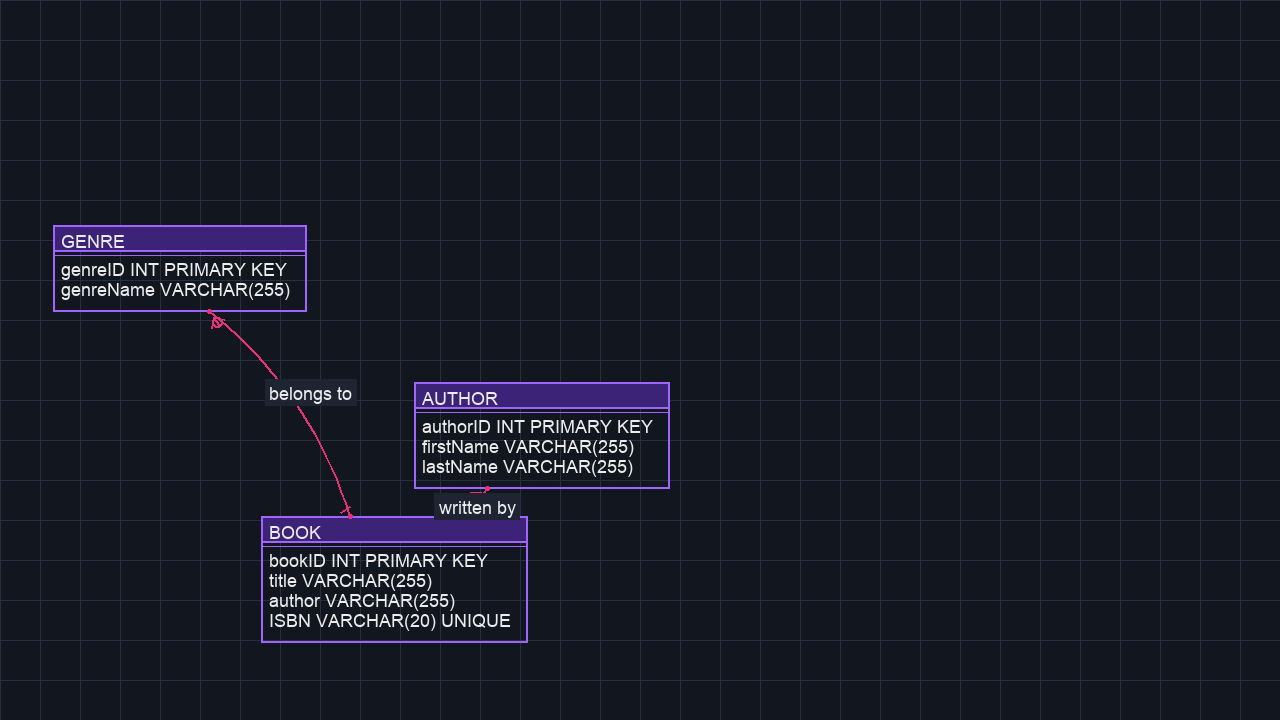 GENRE
genreID INT PRIMARY KEY
genreName VARCHAR(255)
belongs to
AUTHOR
authorID INT PRIMARY KEY
firstName VARCHAR(255)
lastName VARCHAR(255)
written by
BOOK
bookID INT PRIMARY KEY
title VARCHAR(255)
author VARCHAR(255)
ISBN VARCHAR(20) UNIQUE